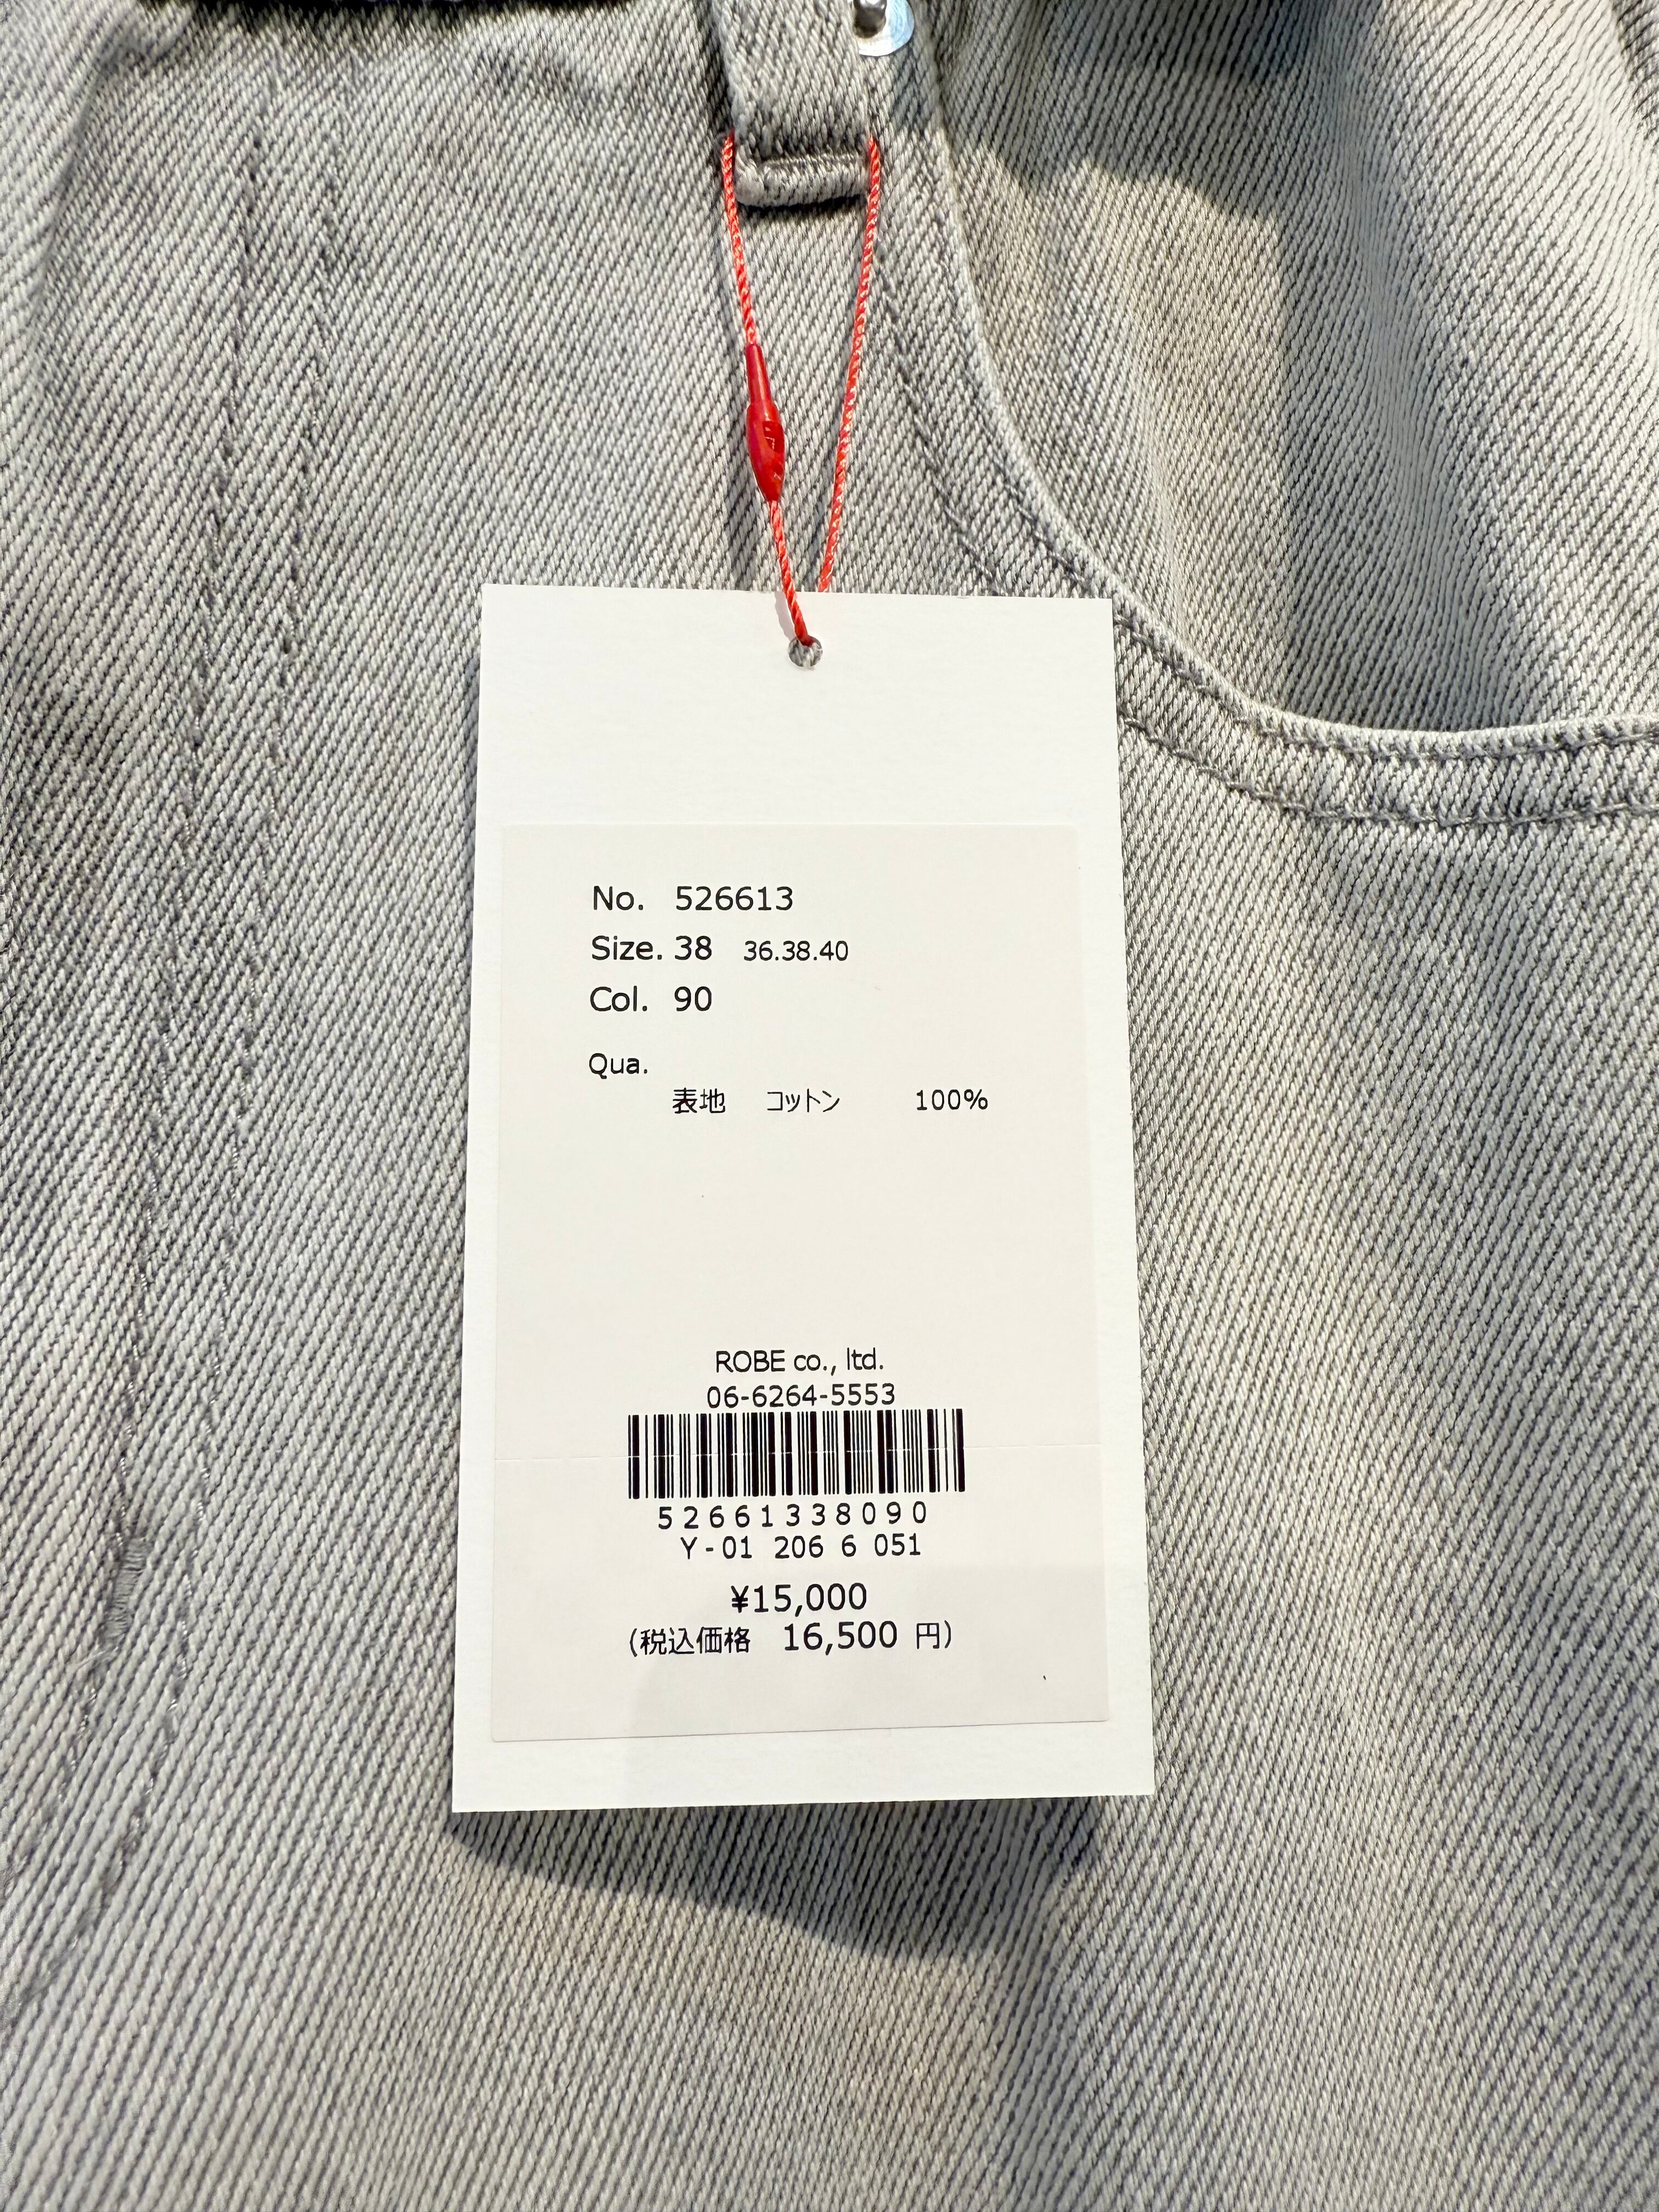 No. 526613
Size. 38 36.38.40
Col. 90
Qua.
表地 コットン 100%
ROBE co., ltd.
06-6264-5553
52661338090
Y-01 206 6 051
¥15,000
(税込価格 16,500 円)